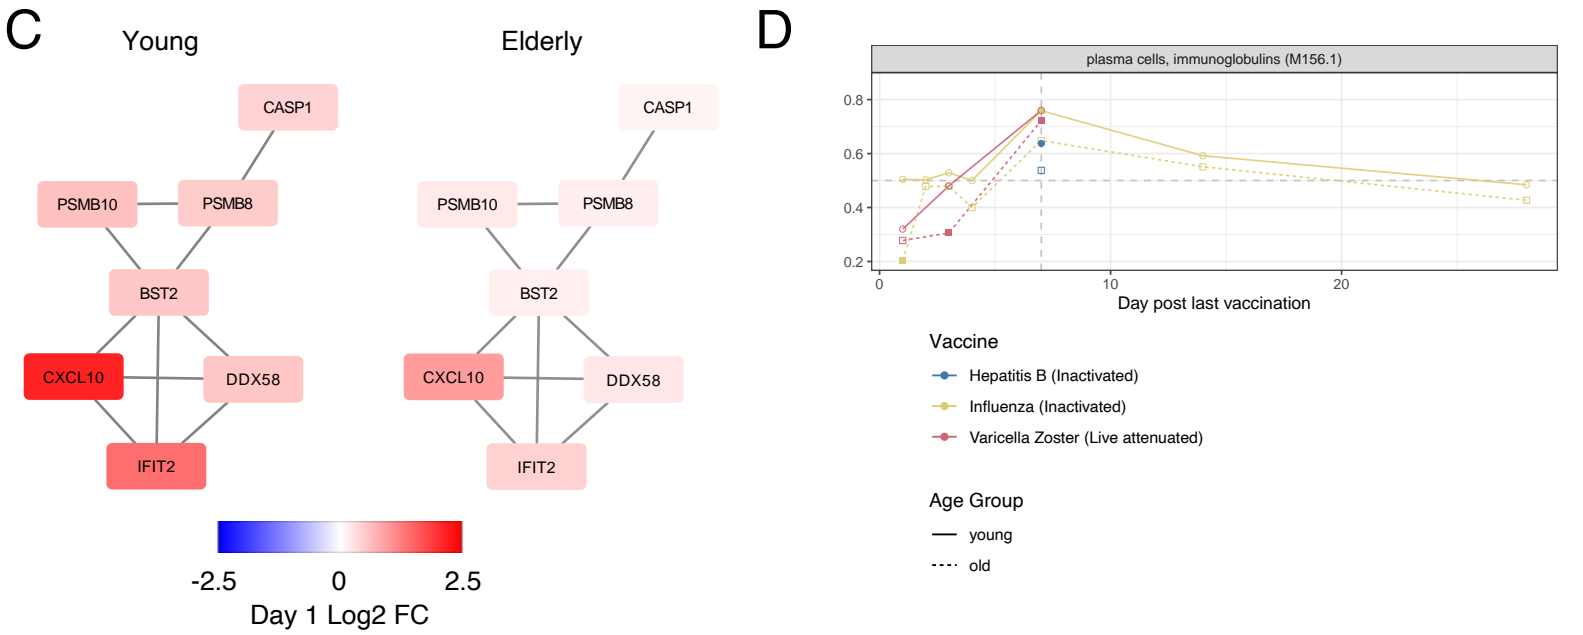 C
Young
Elderly
CASP1
PSMB10
PSMB8
BST2
CXCL10
DDX58
IFIT2
CASP1
PSMB10
PSMB8
BST2
CXCL10
DDX58
IFIT2
-2.5
0
2.5
Day 1 Log2 FC
D
plasma cells, immunoglobulins (M156.1)
0.8
0.6
0.4
0.2
0
10
20
Day post last vaccination
Vaccine
Hepatitis B (Inactivated)
Influenza (Inactivated)
Varicella Zoster (Live attenuated)
Age Group
young
old